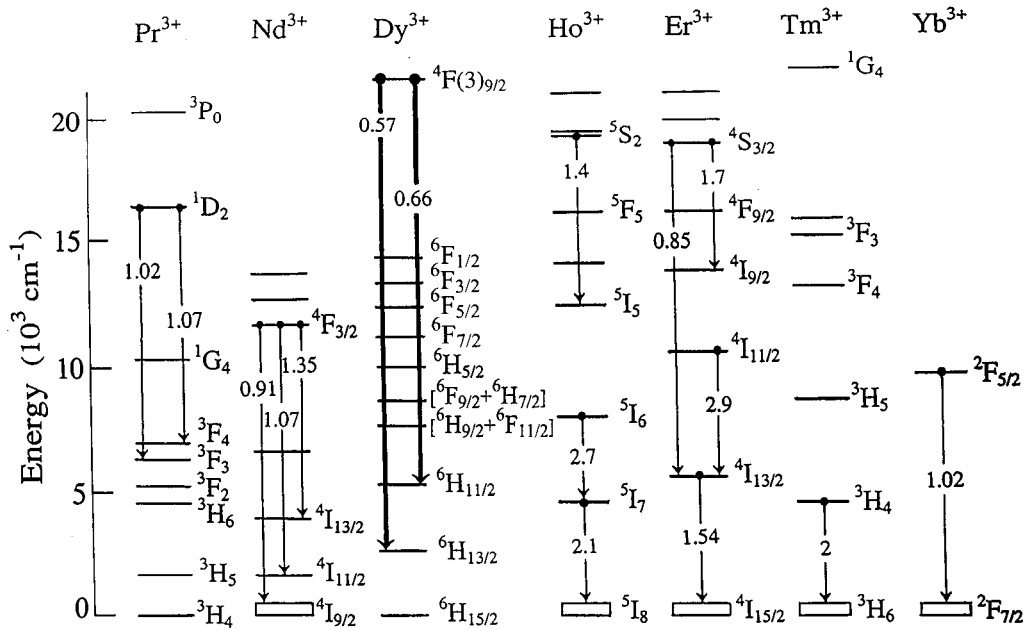 Pr³⁺ Nd³⁺ Dy³⁺ Ho³⁺ Er³⁺ Tm³⁺ Yb³⁺
Energy (10³ cm⁻¹)
20
15
10
5
0
³P₀
¹D₂
1.02
1.07
¹G₄
³F₄
³F₃
³F₂
³H₆
³H₅
³H₄
⁴F₃/₂
0.91
1.07
1.35
⁴I₁₃/₂
⁴I₁₁/₂
⁴I₉/₂
⁴F(3)₉/₂
0.57
0.66
⁶F₁/₂
⁶F₃/₂
⁶F₅/₂
⁶F₇/₂
⁶H₅/₂
[⁶F₉/₂+⁶H₇/₂]
[⁶H₉/₂+⁶F₁₁/₂]
⁶H₁₁/₂
⁶H₁₃/₂
⁶H₁₅/₂
⁵S₂
1.4
⁵F₅
⁵I₅
⁵I₆
2.7
⁵I₇
2.1
⁵I₈
⁴S₃/₂
1.7
⁴F₉/₂
0.85
⁴I₉/₂
⁴I₁₁/₂
2.9
⁴I₁₃/₂
1.54
⁴I₁₅/₂
¹G₄
³F₃
³F₄
³H₅
³H₄
2
³H₆
²F₅/₂
1.02
²F₇/₂